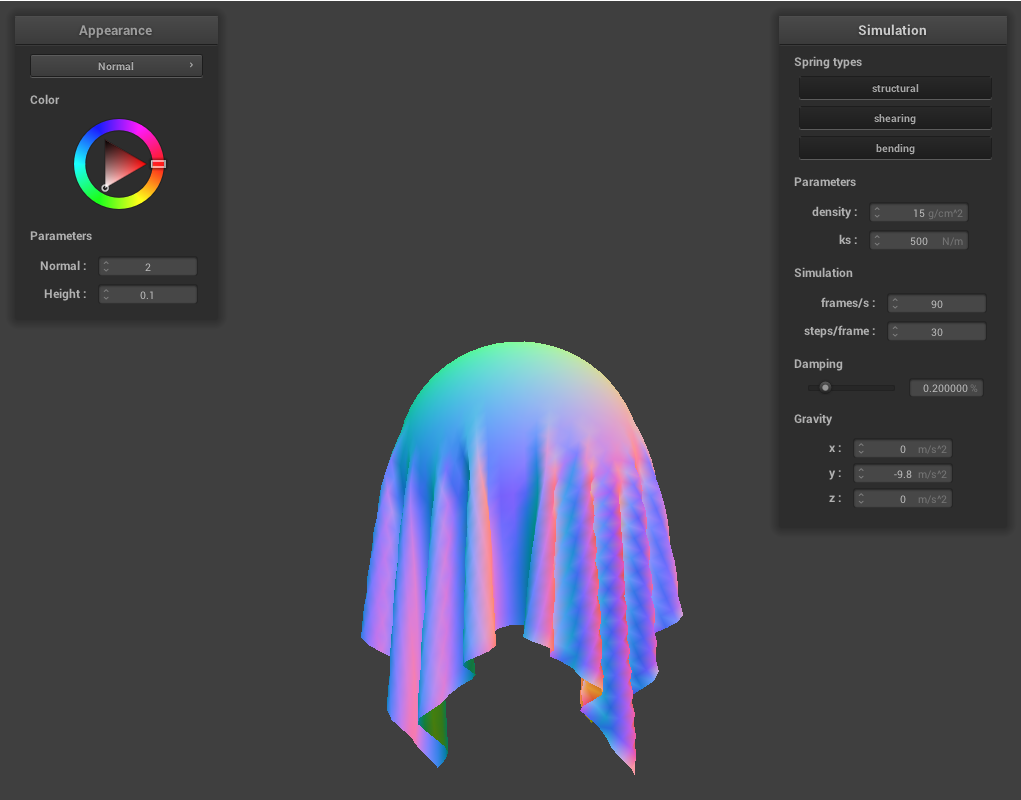 Appearance
Normal
Color
Parameters
Normal : 2
Height : 0.1
Simulation
Spring types
structural
shearing
bending
Parameters
density : 15 g/cm^2
ks : 500 N/m
Simulation
frames/s : 90
steps/frame : 30
Damping
0.200000 %
Gravity
x : 0 m/s^2
y : -9.8 m/s^2
z : 0 m/s^2